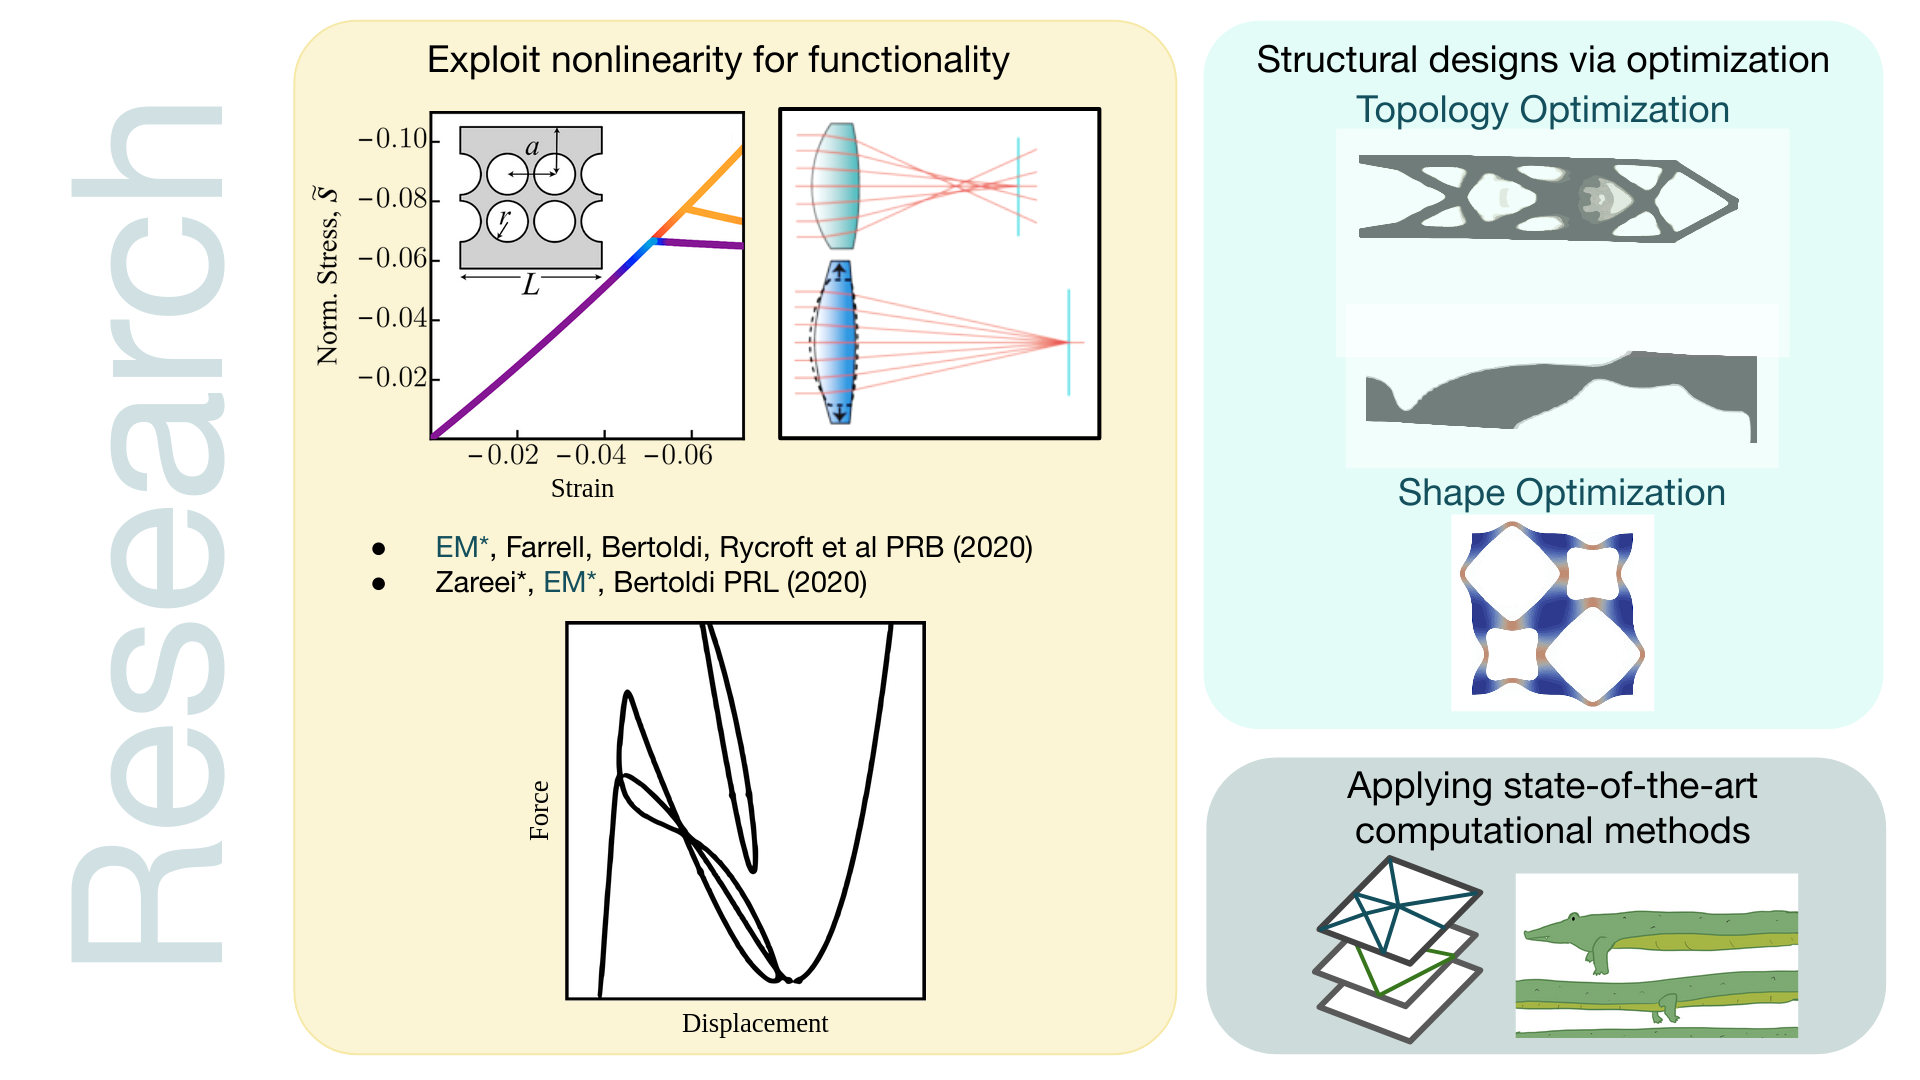 Research
Exploit nonlinearity for functionality
Norm. Stress, S̃
−0.10
−0.08
−0.06
−0.04
−0.02
a
r
L
−0.02 −0.04 −0.06
Strain
● EM*, Farrell, Bertoldi, Rycroft et al PRB (2020)
● Zareei*, EM*, Bertoldi PRL (2020)
Force
Displacement
Structural designs via optimization
Topology Optimization
Shape Optimization
Applying state-of-the-art
computational methods